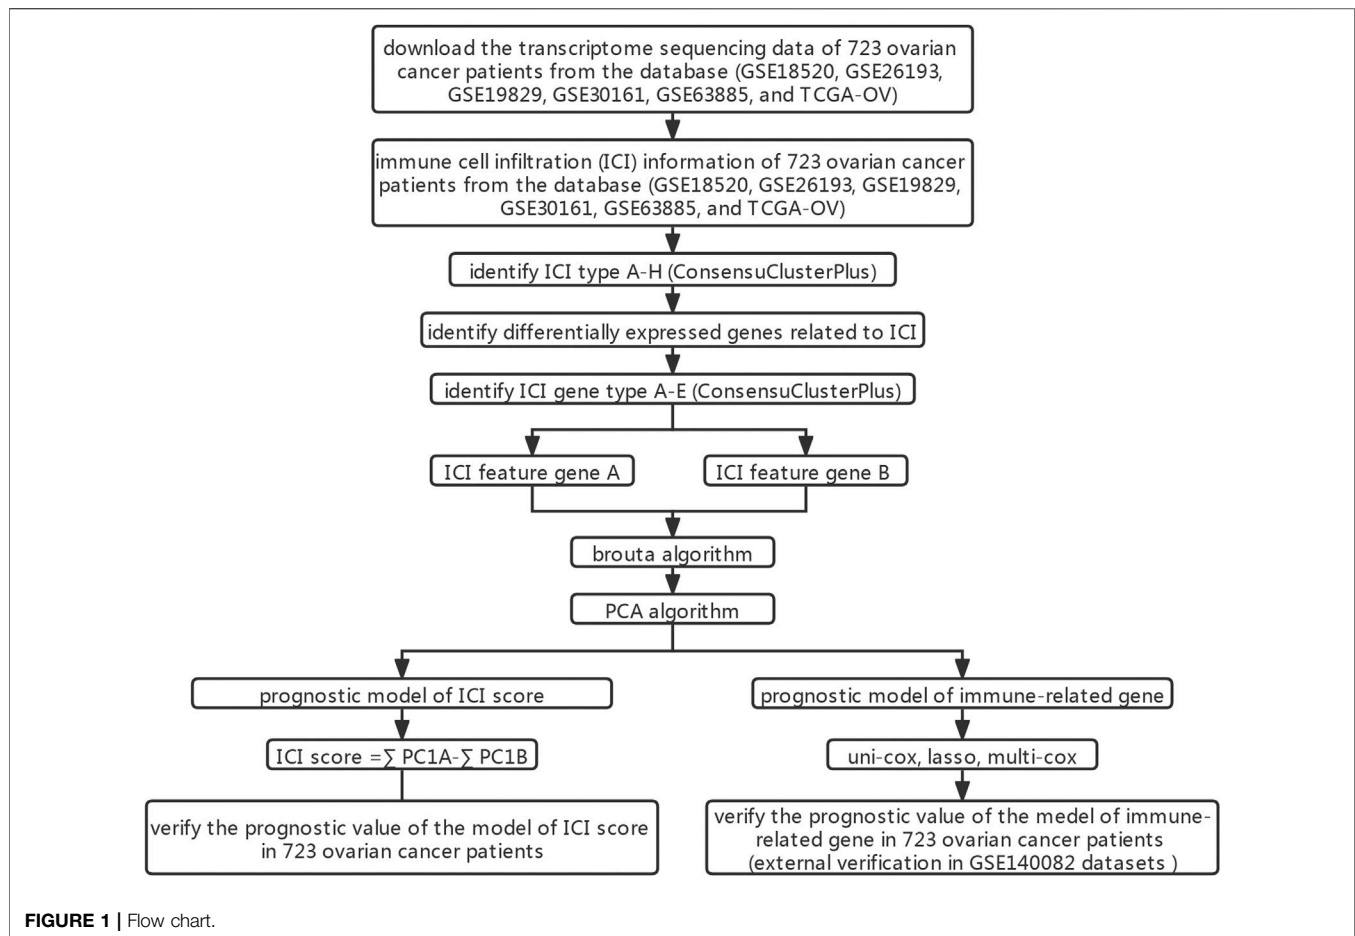 download the transcriptome sequencing data of 723 ovarian
cancer patients from the database (GSE18520, GSE26193,
GSE19829, GSE30161, GSE63885, and TCGA-OV)
immune cell infiltration (ICI) information of 723 ovarian cancer
patients from the database (GSE18520, GSE26193, GSE19829,
GSE30161, GSE63885, and TCGA-OV)
identify ICI type A-H (ConsensuClusterPlus)
identify differentially expressed genes related to ICI
identify ICI gene type A-E (ConsensuClusterPlus)
ICI feature gene A
ICI feature gene B
brouta algorithm
PCA algorithm
prognostic model of ICI score
prognostic model of immune-related gene
ICI score =∑ PC1A-∑ PC1B
uni-cox, lasso, multi-cox
verify the prognostic value of the model of ICI score
in 723 ovarian cancer patients
verify the prognostic value of the medel of immune-
related gene in 723 ovarian cancer patients
(external verification in GSE140082 datasets )
FIGURE 1 | Flow chart.